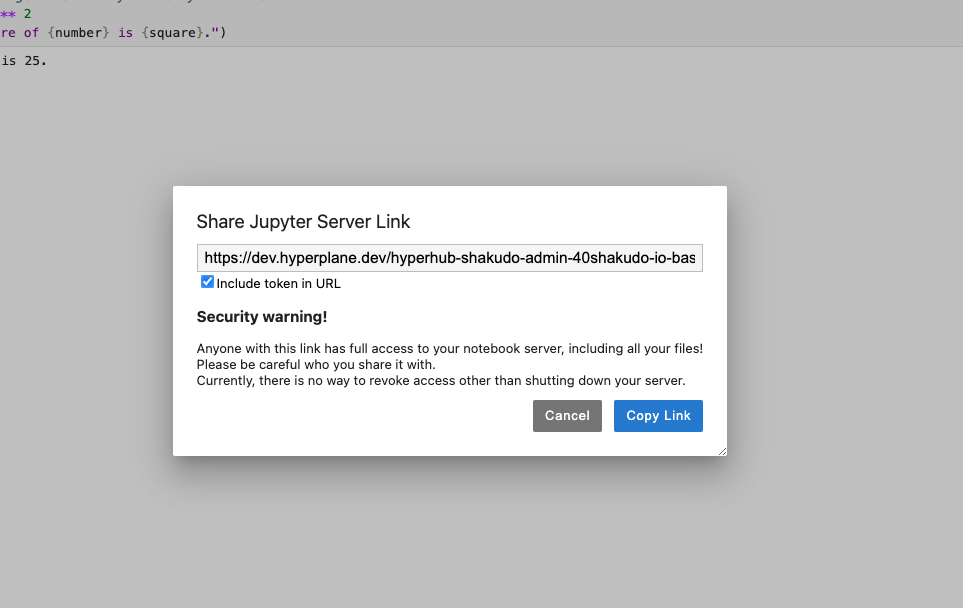 ** 2
re of {number} is {square}.")
is 25.
Share Jupyter Server Link
https://dev.hyperplane.dev/hyperhub-shakudo-admin-40shakudo-io-bas
Include token in URL
Security warning!
Anyone with this link has full access to your notebook server, including all your files!
Please be careful who you share it with.
Currently, there is no way to revoke access other than shutting down your server.
Cancel Copy Link